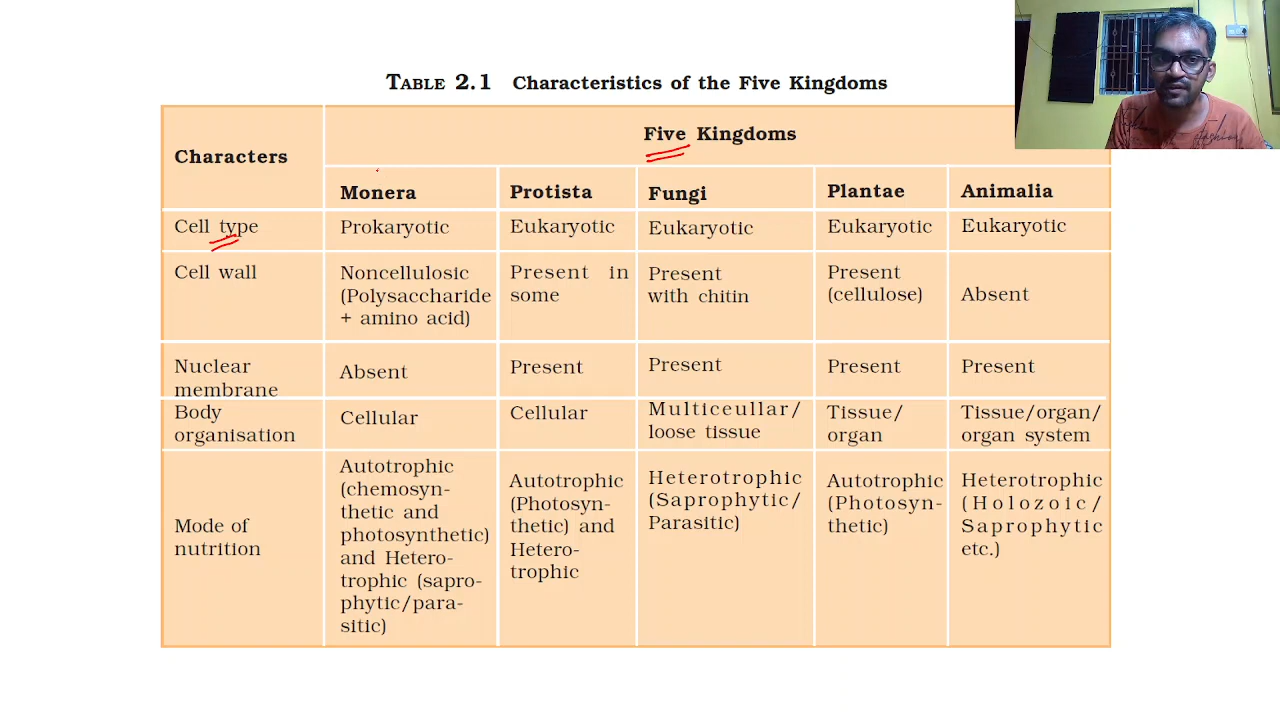 TABLE 2.1 Characteristics of the Five Kingdoms
Characters
Five Kingdoms
Monera
Protista
Fungi
Plantae
Animalia
Cell type
Prokaryotic
Eukaryotic
Eukaryotic
Eukaryotic
Eukaryotic
Cell wall
Noncellulosic
(Polysaccharide
+ amino acid)
Present in
some
Present
with chitin
Present
(cellulose)
Absent
Nuclear
membrane
Absent
Present
Present
Present
Present
Body
organisation
Cellular
Cellular
Multiceullar/
loose tissue
Tissue/
organ
Tissue/organ/
organ system
Mode of
nutrition
Autotrophic
(chemosyn-
thetic and
photosynthetic)
and Hetero-
trophic (sapro-
phytic/para-
sitic)
Autotrophic
(Photosyn-
thetic) and
Hetero-
trophic
Heterotrophic
(Saprophytic/
Parasitic)
Autotrophic
(Photosyn-
thetic)
Heterotrophic
(Holozoic/
Saprophytic
etc.)